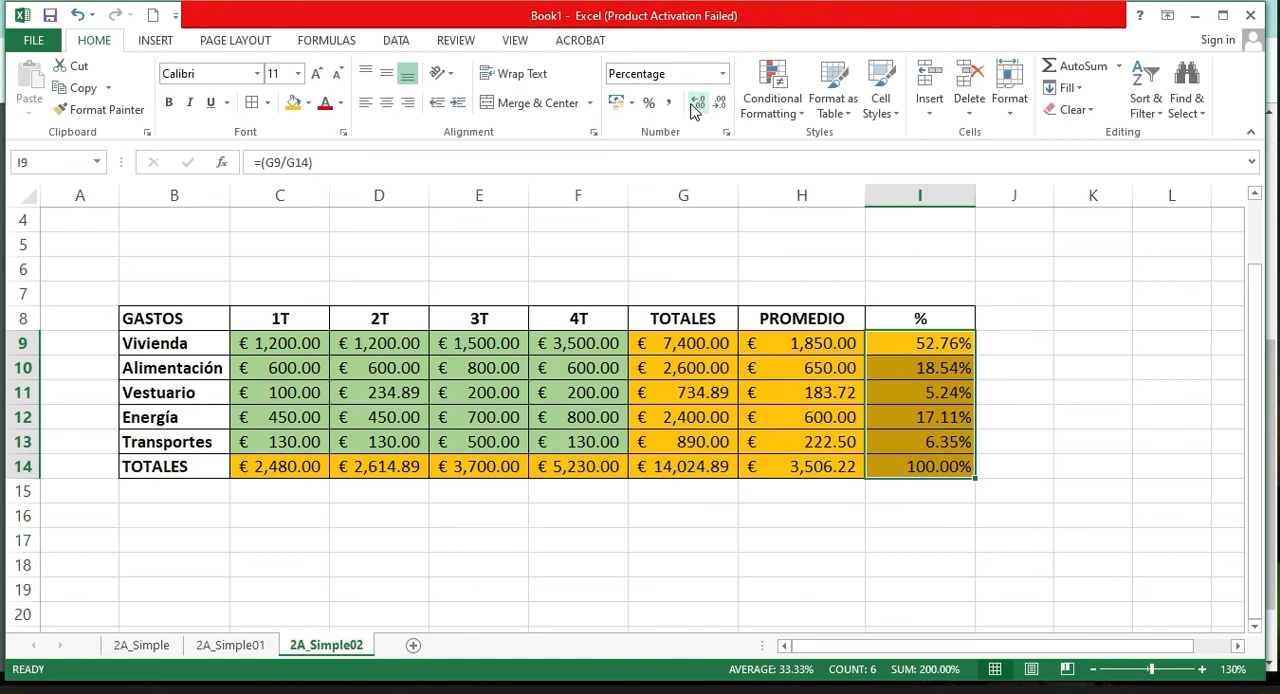 Book1 - Excel (Product Activation Failed)
?
FILE HOME INSERT PAGE LAYOUT FORMULAS DATA REVIEW VIEW ACROBAT Sign in
Paste Cut Copy Format Painter Clipboard
Calibri 11 B I U A Font
Wrap Text Merge & Center Alignment
Percentage % , Number
Conditional Formatting Format as Table Cell Styles Styles
Insert Delete Format Cells
AutoSum Fill Clear Sort & Filter Find & Select Editing
I9 fx =(G9/G14)
A B C D E F G H I J K L
4
5
6
7
8 GASTOS 1T 2T 3T 4T TOTALES PROMEDIO %
9 Vivienda € 1,200.00 € 1,200.00 € 1,500.00 € 3,500.00 € 7,400.00 € 1,850.00 52.76%
10 Alimentación € 600.00 € 600.00 € 800.00 € 600.00 € 2,600.00 € 650.00 18.54%
11 Vestuario € 100.00 € 234.89 € 200.00 € 200.00 € 734.89 € 183.72 5.24%
12 Energía € 450.00 € 450.00 € 700.00 € 800.00 € 2,400.00 € 600.00 17.11%
13 Transportes € 130.00 € 130.00 € 500.00 € 130.00 € 890.00 € 222.50 6.35%
14 TOTALES € 2,480.00 € 2,614.89 € 3,700.00 € 5,230.00 € 14,024.89 € 3,506.22 100.00%
15
16
17
18
19
20
2A_Simple 2A_Simple01 2A_Simple02
READY AVERAGE: 33.33% COUNT: 6 SUM: 200.00% 130%